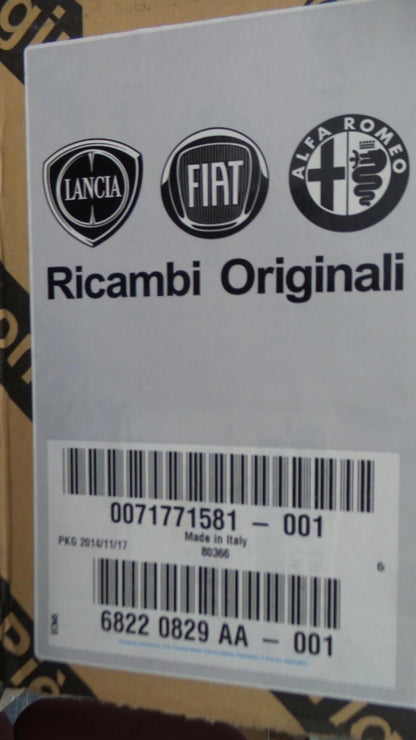 LANCIA
FIAT
ALFA ROMEO
Ricambi Originali
0071771581 - 001
Made in Italy
PKG 2014/11/17
80366
6
6822 0829 AA - 001